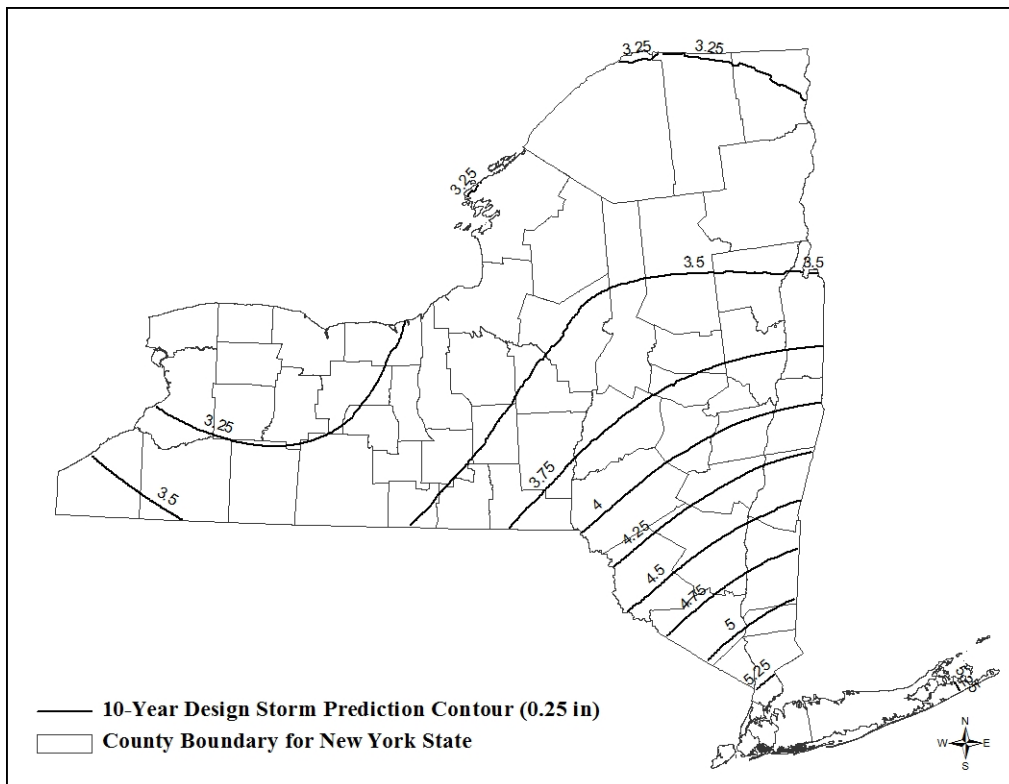 3.25 3.25
3.25
3.5 3.5
3.25
3.5
3.75
4
4.25
4.5
4.75
5
5.25
10-Year Design Storm Prediction Contour (0.25 in)
County Boundary for New York State
N
W E
S